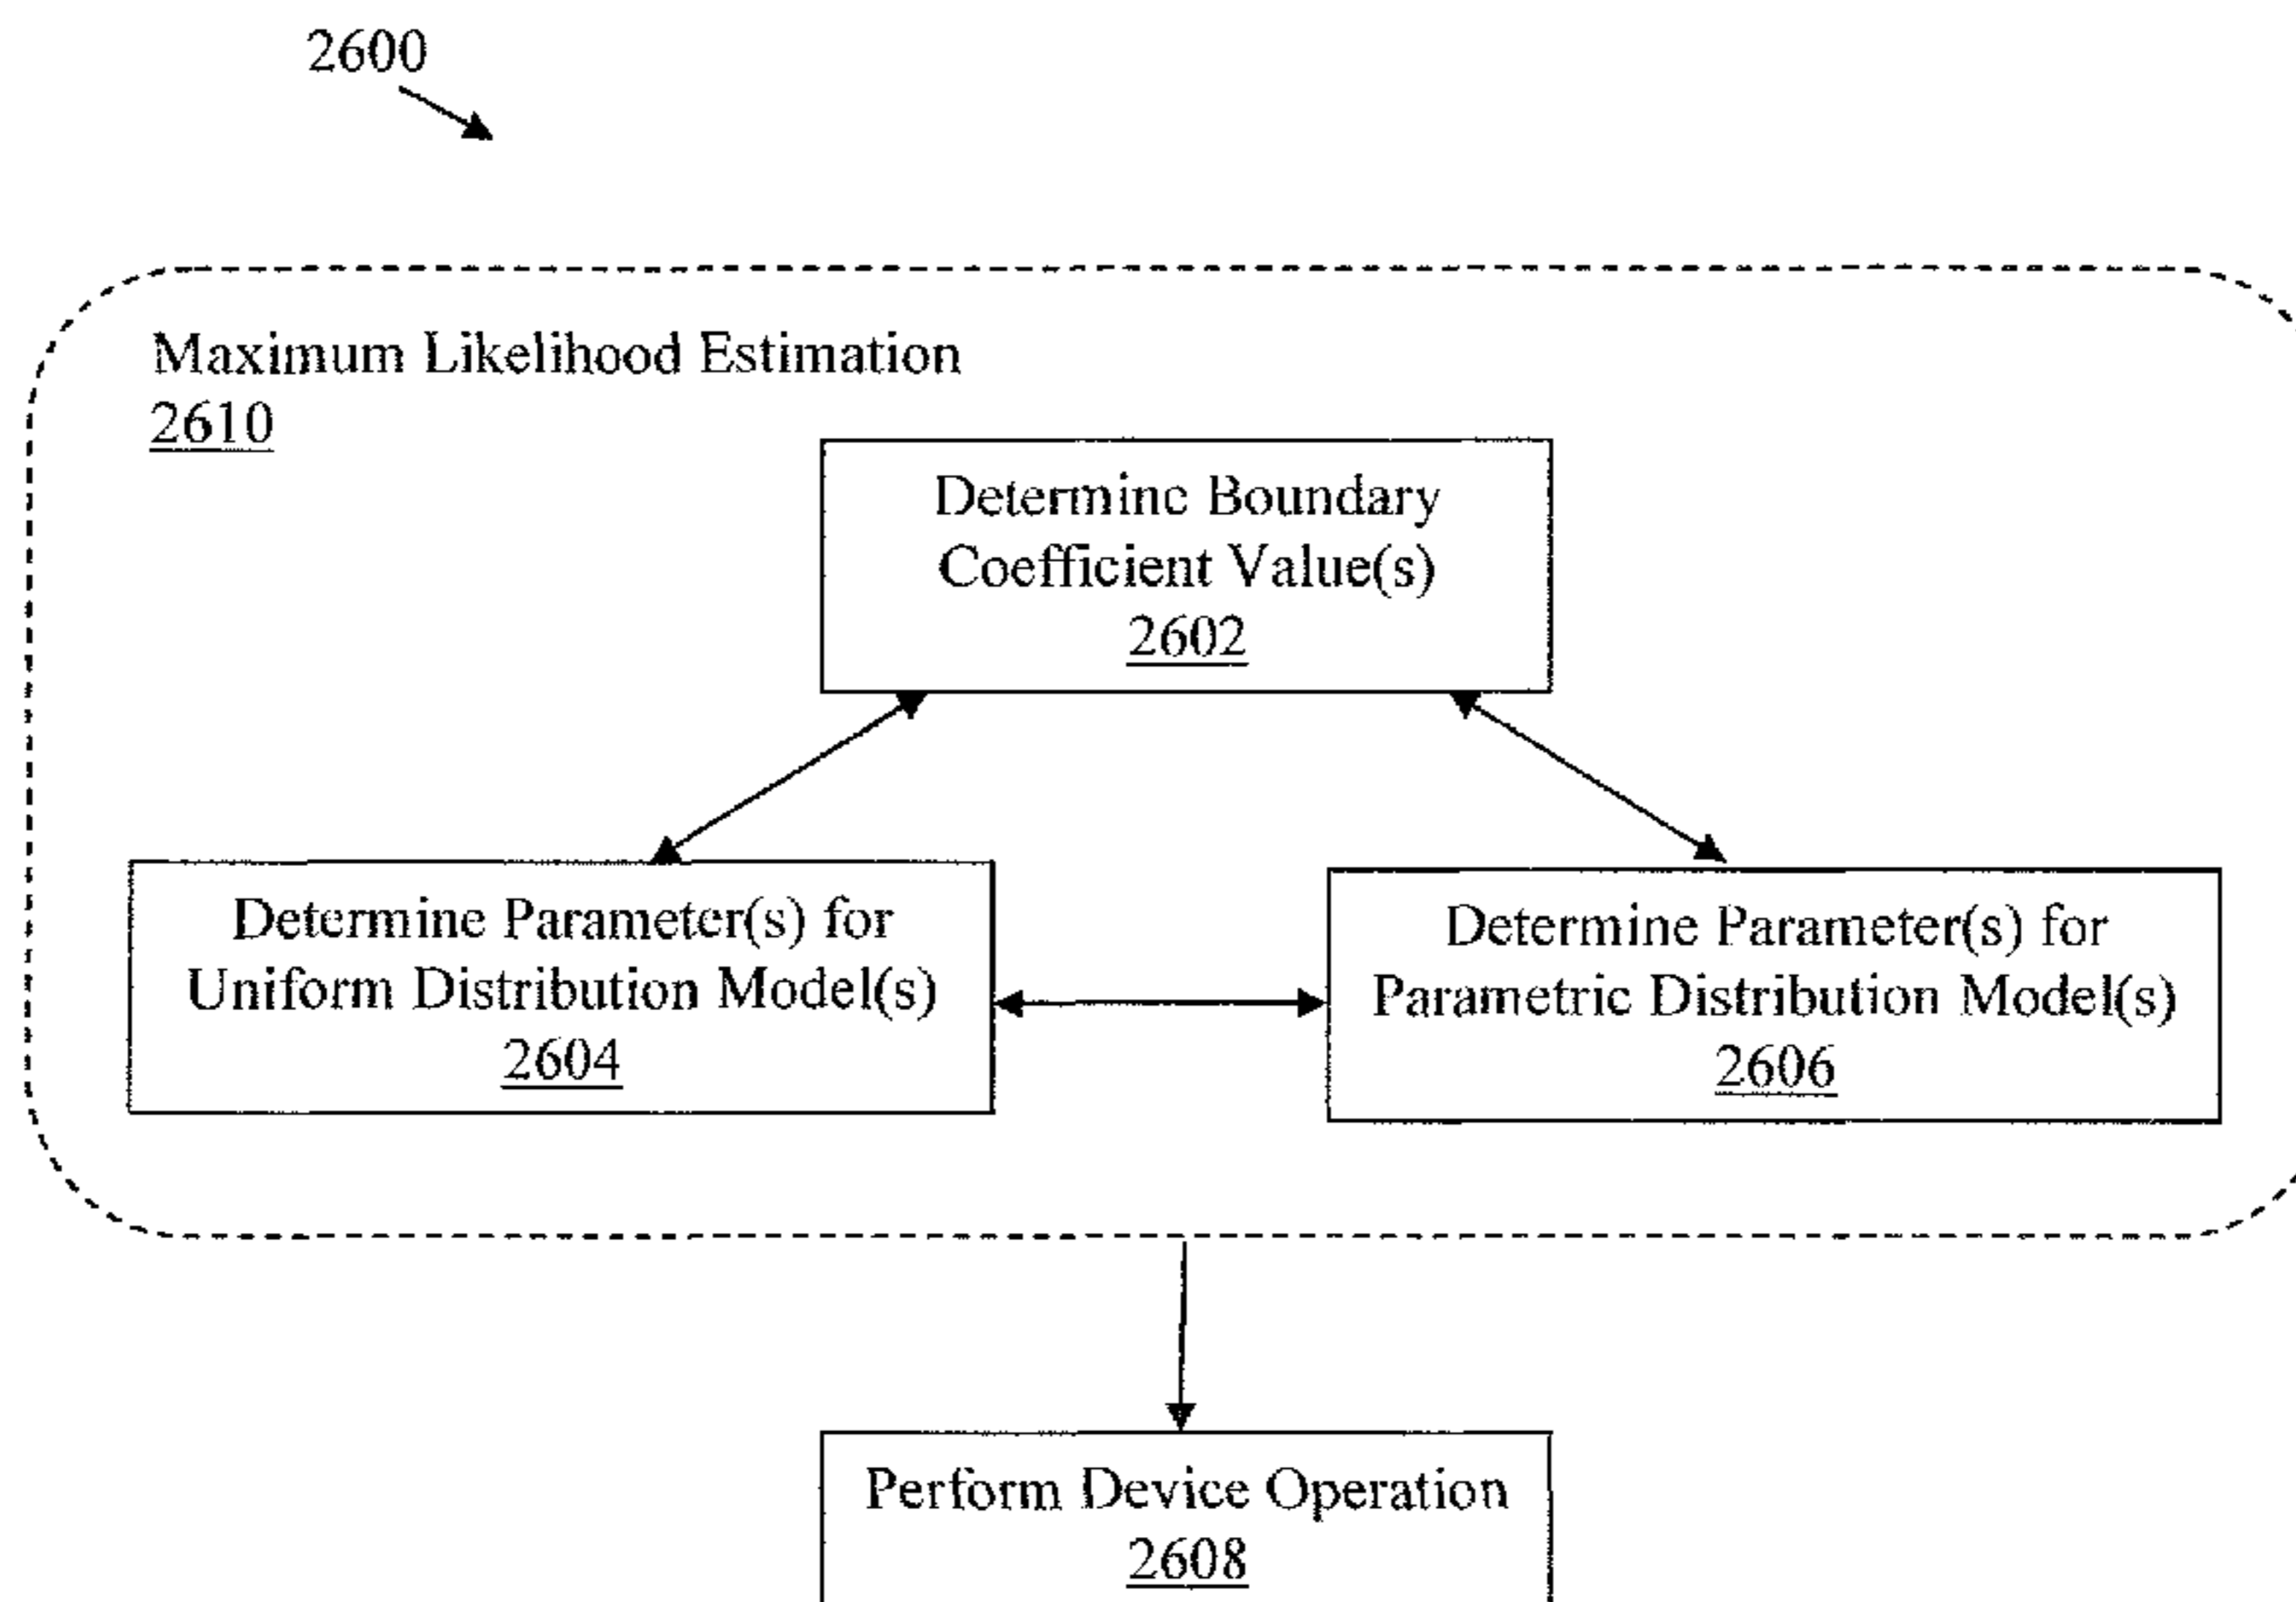 2600
Maximum Likelihood Estimation
2610
Determine Boundary
Coefficient Value(s)
2602
Determine Parameter(s) for
Uniform Distribution Model(s)
2604
Determine Parameter(s) for
Parametric Distribution Model(s)
2606
Perform Device Operation
2608